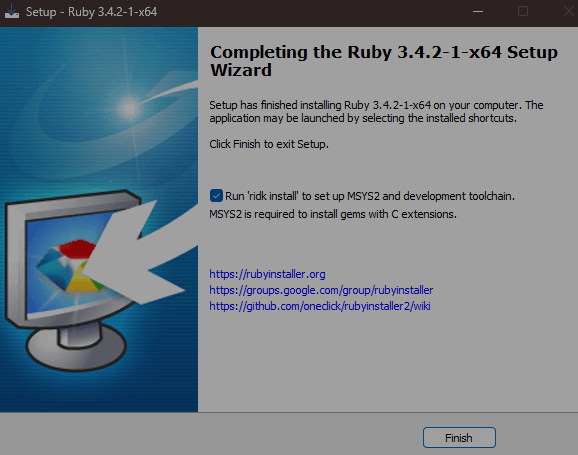 Setup - Ruby 3.4.2-1-x64
Completing the Ruby 3.4.2-1-x64 Setup
Wizard
Setup has finished installing Ruby 3.4.2-1-x64 on your computer. The
application may be launched by selecting the installed shortcuts.
Click Finish to exit Setup.
Run 'ridk install' to set up MSYS2 and development toolchain.
MSYS2 is required to install gems with C extensions.
https://rubyinstaller.org
https://groups.google.com/group/rubyinstaller
https://github.com/oneclick/rubyinstaller2/wiki
Finish